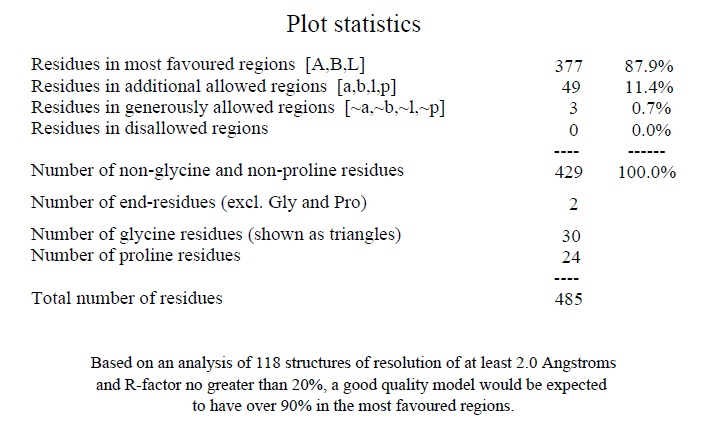 Plot statistics
Residues in most favoured regions [A,B,L] 377 87.9%
Residues in additional allowed regions [a,b,l,p] 49 11.4%
Residues in generously allowed regions [~a,~b,~l,~p] 3 0.7%
Residues in disallowed regions 0 0.0%
---- ------
Number of non-glycine and non-proline residues 429 100.0%
Number of end-residues (excl. Gly and Pro) 2
Number of glycine residues (shown as triangles) 30
Number of proline residues 24
----
Total number of residues 485
Based on an analysis of 118 structures of resolution of at least 2.0 Angstroms
and R-factor no greater than 20%, a good quality model would be expected
to have over 90% in the most favoured regions.